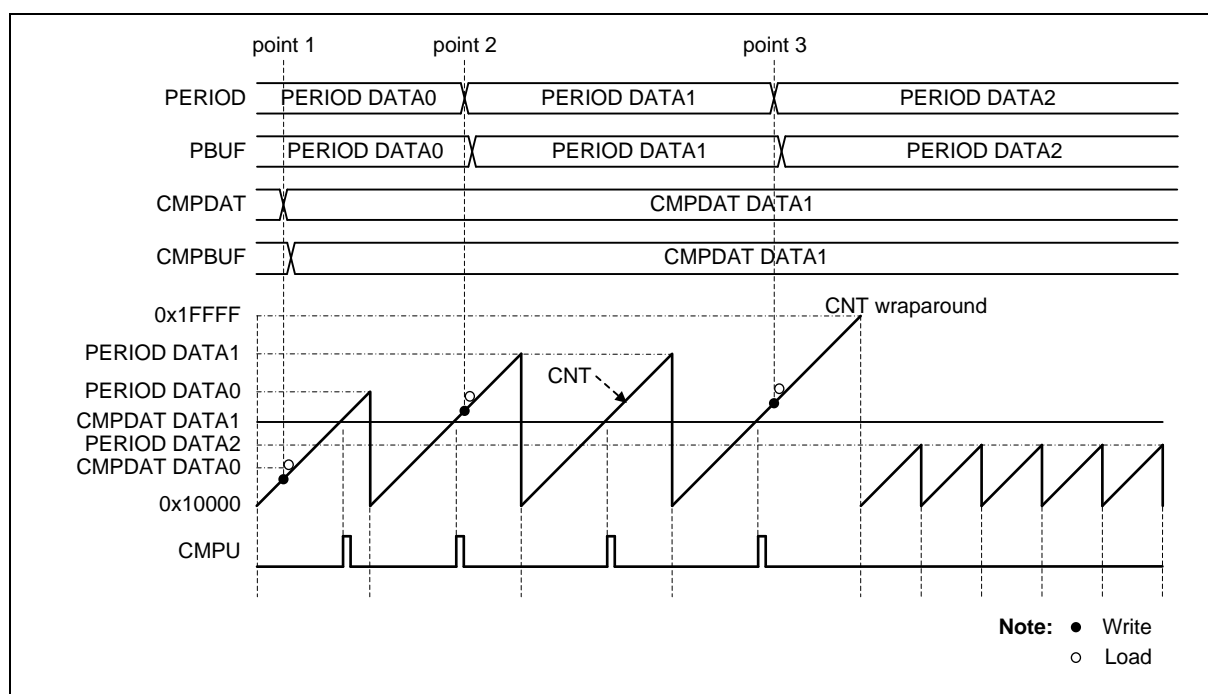 point 1 point 2 point 3
PERIOD PERIOD DATA0 PERIOD DATA1 PERIOD DATA2
PBUF PERIOD DATA0 PERIOD DATA1 PERIOD DATA2
CMPDAT CMPDAT DATA1
CMPBUF CMPDAT DATA1
0x1FFFF CNT wraparound
PERIOD DATA1
CNT
PERIOD DATA0
CMPDAT DATA1
PERIOD DATA2
CMPDAT DATA0
0x10000
CMPU
Note: ● Write
○ Load